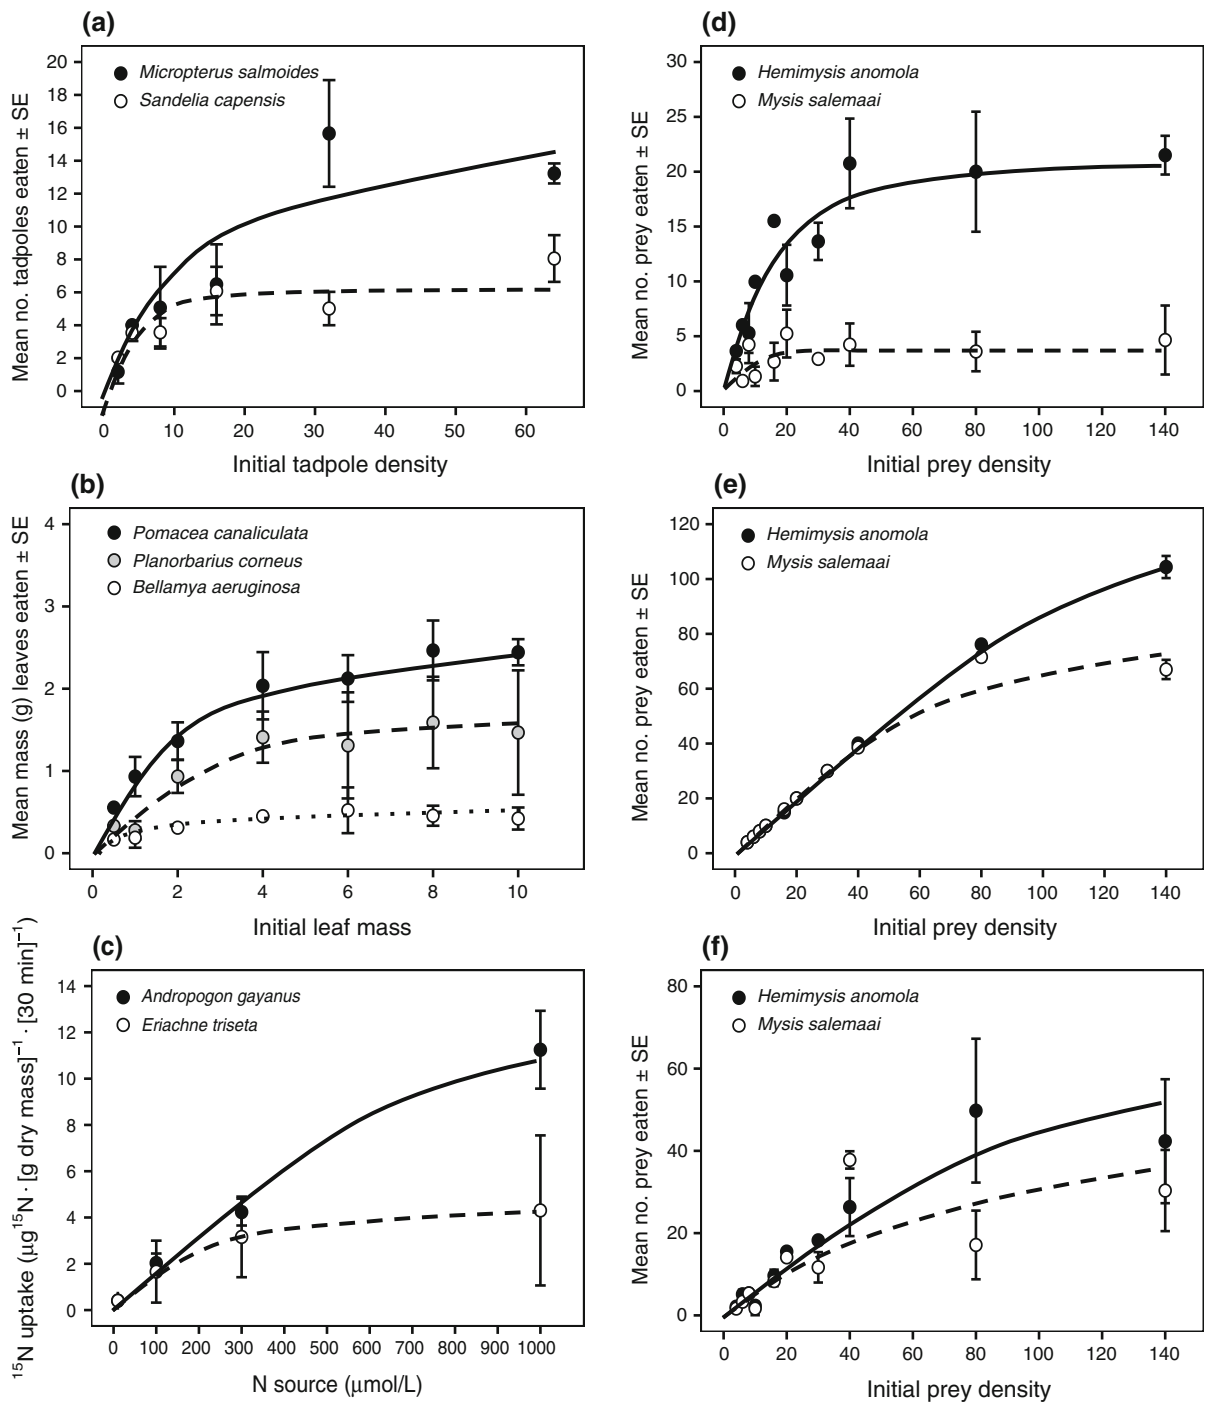 (a)
Mean no. tadpoles eaten ± SE
20
18
16
14
12
10
8
6
4
2
0
Micropterus salmoides
Sandelia capensis
0 10 20 30 40 50 60
Initial tadpole density
(b)
Mean mass (g) leaves eaten ± SE
4
3
2
1
0
Pomacea canaliculata
Planorbarius corneus
Bellamya aeruginosa
0 2 4 6 8 10
Initial leaf mass
(c)
¹⁵N uptake (µg¹⁵N · [g dry mass]⁻¹ · [30 min]⁻¹)
14
12
10
8
6
4
2
0
Andropogon gayanus
Eriachne triseta
0 100 200 300 400 500 600 700 800 900 1000
N source (µmol/L)
(d)
Mean no. prey eaten ± SE
30
25
20
15
10
5
0
Hemimysis anomola
Mysis salemaai
0 20 40 60 80 100 120 140
Initial prey density
(e)
Mean no. prey eaten ± SE
120
100
80
60
40
20
0
Hemimysis anomola
Mysis salemaai
0 20 40 60 80 100 120 140
Initial prey density
(f)
Mean no. prey eaten ± SE
80
60
40
20
0
Hemimysis anomola
Mysis salemaai
0 20 40 60 80 100 120 140
Initial prey density